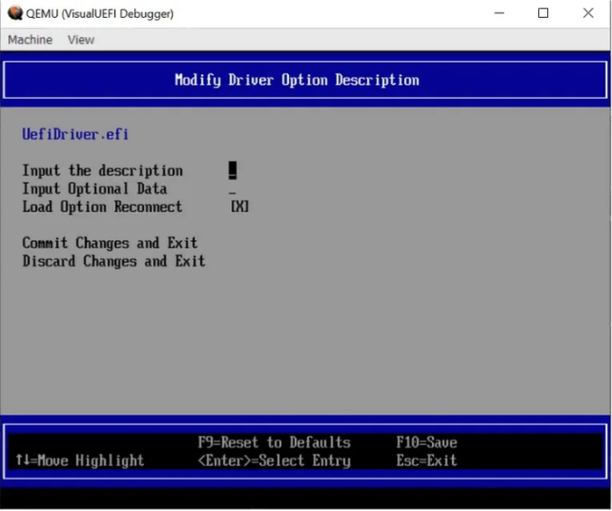 QEMU (VisualUEFI Debugger)
Machine View
Modify Driver Option Description
UefiDriver.efi
Input the description
Input Optional Data _
Load Option Reconnect [X]
Commit Changes and Exit
Discard Changes and Exit
F9=Reset to Defaults F10=Save
↑↓=Move Highlight <Enter>=Select Entry Esc=Exit